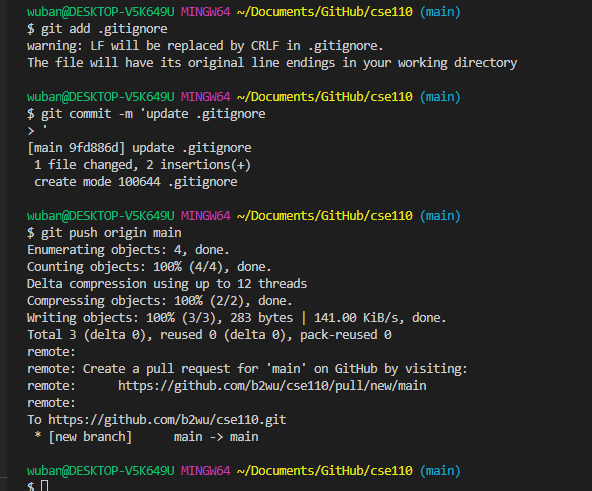 wuban@DESKTOP-V5K649U MINGW64 ~/Documents/GitHub/cse110 (main)
$ git add .gitignore
warning: LF will be replaced by CRLF in .gitignore.
The file will have its original line endings in your working directory
wuban@DESKTOP-V5K649U MINGW64 ~/Documents/GitHub/cse110 (main)
$ git commit -m 'update .gitignore
> '
[main 9fd886d] update .gitignore
 1 file changed, 2 insertions(+)
 create mode 100644 .gitignore
wuban@DESKTOP-V5K649U MINGW64 ~/Documents/GitHub/cse110 (main)
$ git push origin main
Enumerating objects: 4, done.
Counting objects: 100% (4/4), done.
Delta compression using up to 12 threads
Compressing objects: 100% (2/2), done.
Writing objects: 100% (3/3), 283 bytes | 141.00 KiB/s, done.
Total 3 (delta 0), reused 0 (delta 0), pack-reused 0
remote:
remote: Create a pull request for 'main' on GitHub by visiting:
remote:      https://github.com/b2wu/cse110/pull/new/main
remote:
To https://github.com/b2wu/cse110.git
 * [new branch]      main -> main
wuban@DESKTOP-V5K649U MINGW64 ~/Documents/GitHub/cse110 (main)
$